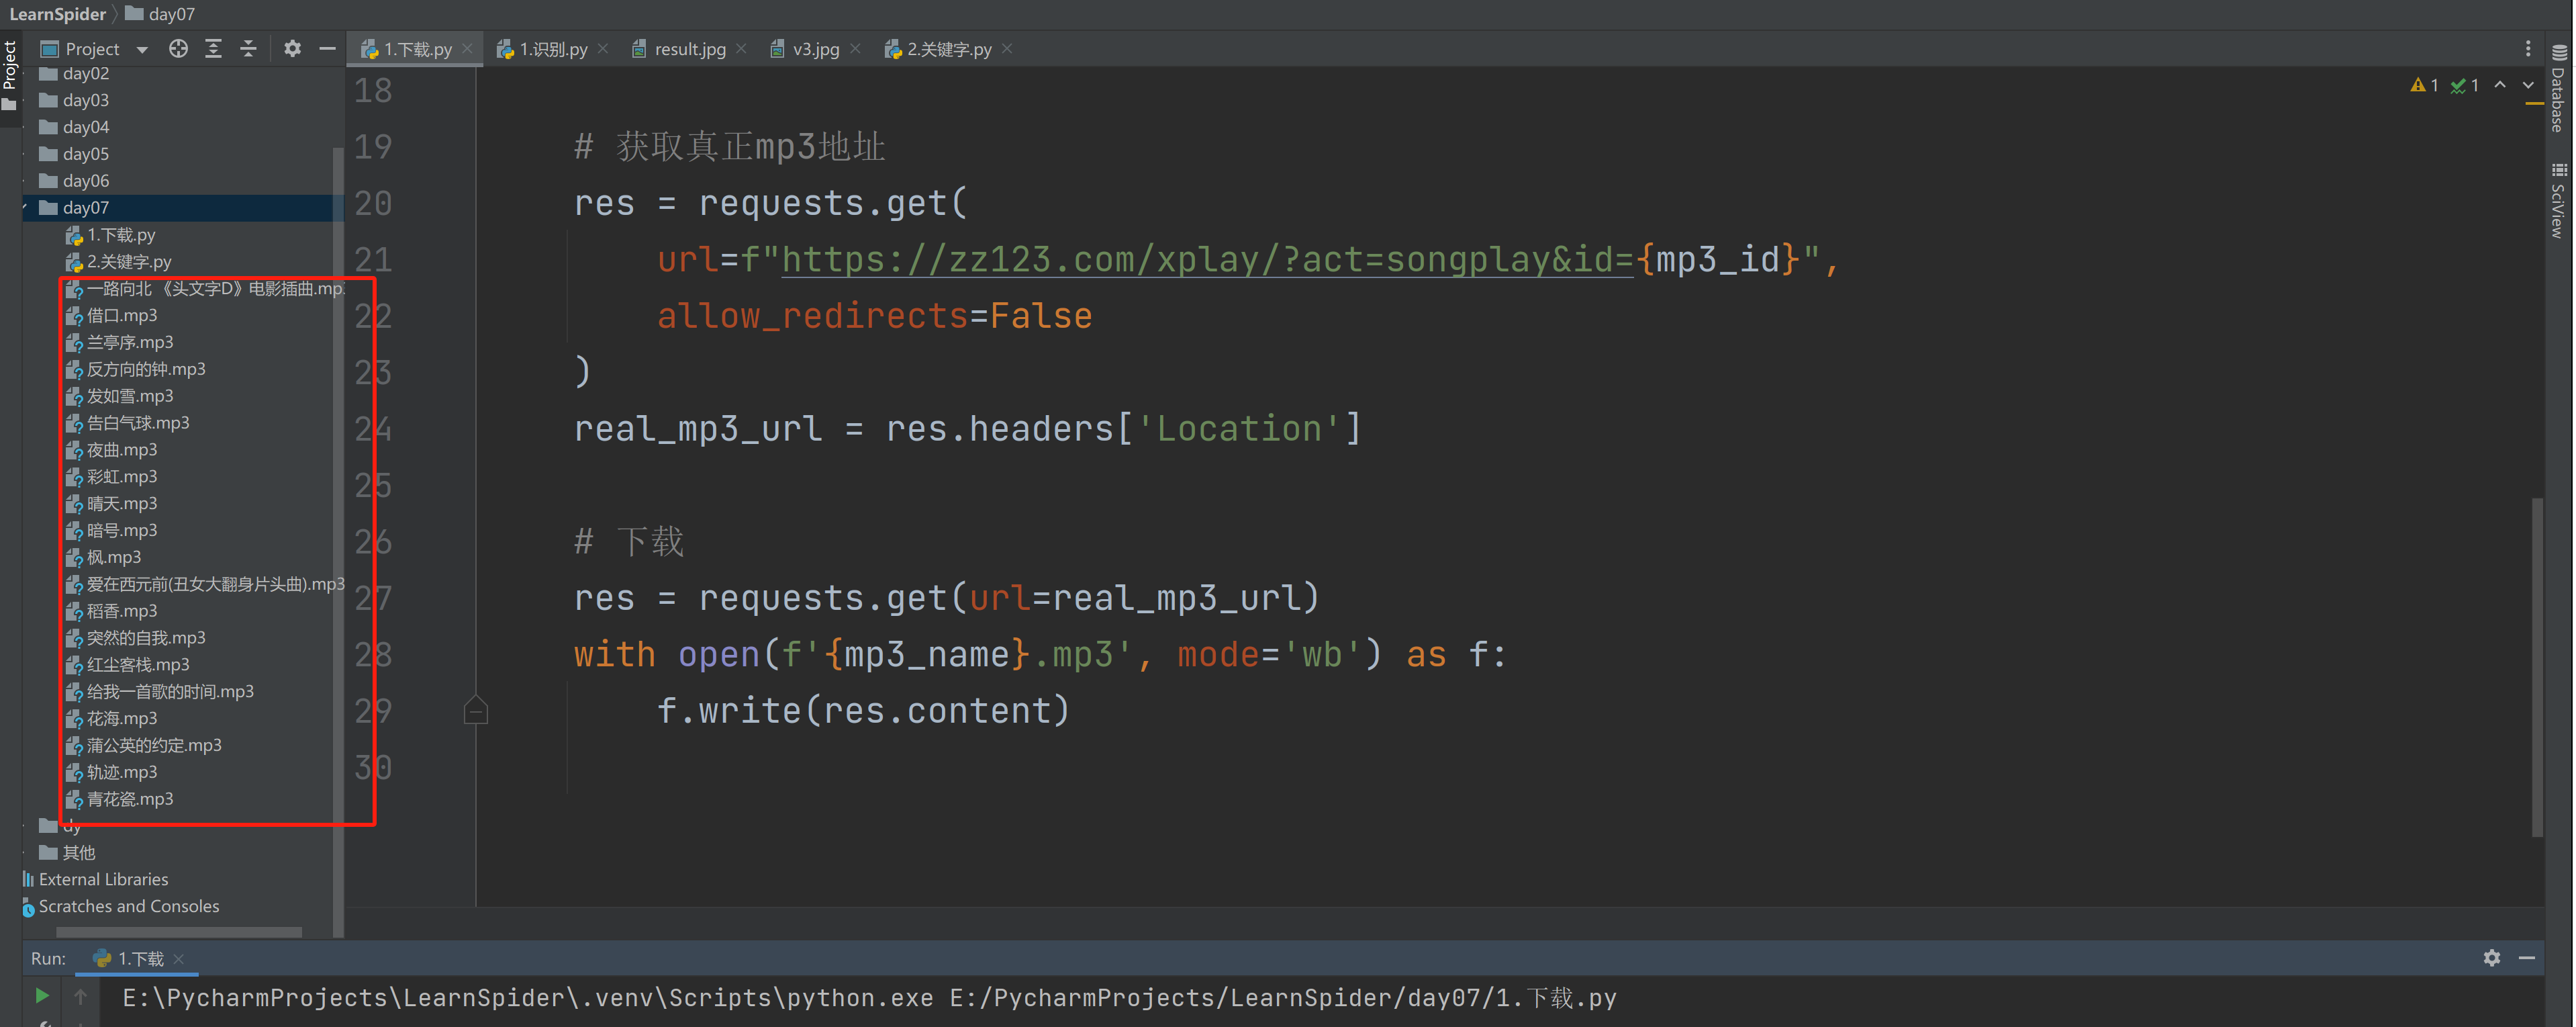 LearnSpider 〉 day07
Project
1.下载.py
1.识别.py
result.jpg
v3.jpg
2.关键字.py
Project
day02
day03
day04
day05
day06
day07
1.下载.py
2.关键字.py
一路向北 《头文字D》电影插曲.mp
借口.mp3
兰亭序.mp3
反方向的钟.mp3
发如雪.mp3
告白气球.mp3
夜曲.mp3
彩虹.mp3
晴天.mp3
暗号.mp3
枫.mp3
爱在西元前(丑女大翻身片头曲).mp3
稻香.mp3
突然的自我.mp3
红尘客栈.mp3
给我一首歌的时间.mp3
花海.mp3
蒲公英的约定.mp3
轨迹.mp3
青花瓷.mp3
dy
其他
External Libraries
Scratches and Consoles
18
19 # 获取真正mp3地址
20 res = requests.get(
21 url=f"https://zz123.com/xplay/?act=songplay&id={mp3_id}",
22 allow_redirects=False
23 )
24 real_mp3_url = res.headers['Location']
25
26 # 下载
27 res = requests.get(url=real_mp3_url)
28 with open(f'{mp3_name}.mp3', mode='wb') as f:
29 f.write(res.content)
30
1 1
Database
SciView
Run: 1.下载
E:\PycharmProjects\LearnSpider\.venv\Scripts\python.exe E:/PycharmProjects/LearnSpider/day07/1.下载.py